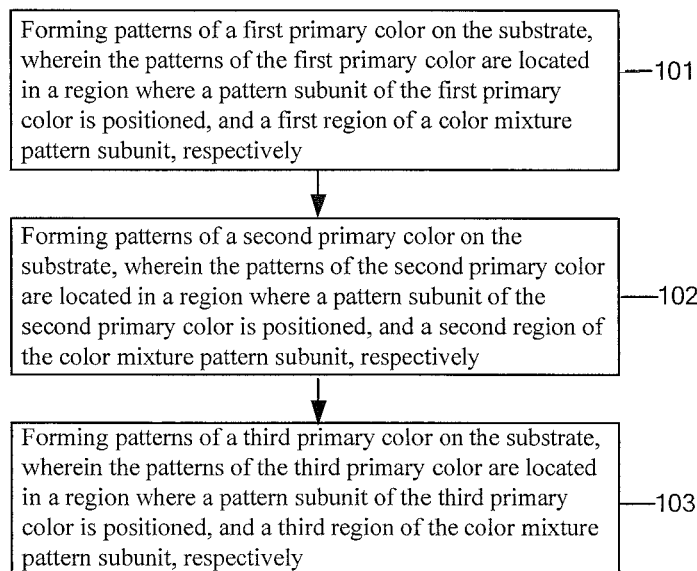 Forming patterns of a first primary color on the substrate,
wherein the patterns of the first primary color are located
in a region where a pattern subunit of the first primary
color is positioned, and a first region of a color mixture
pattern subunit, respectively
101
Forming patterns of a second primary color on the
substrate, wherein the patterns of the second primary color
are located in a region where a pattern subunit of the
second primary color is positioned, and a second region of
the color mixture pattern subunit, respectively
102
Forming patterns of a third primary color on the substrate,
wherein the patterns of the third primary color are located
in a region where a pattern subunit of the third primary
color is positioned, and a third region of the color mixture
pattern subunit, respectively
103